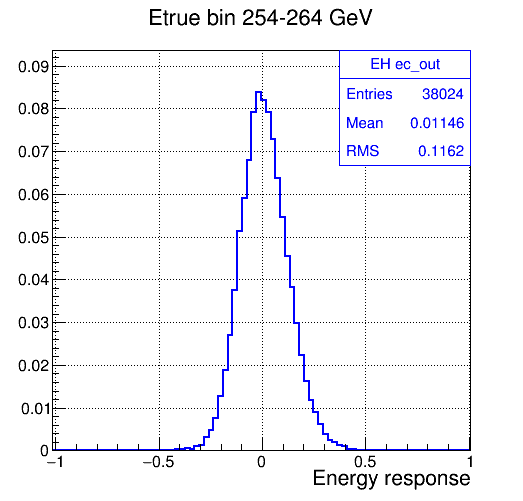 Etrue bin 254-264 GeV
EH ec_out
Entries 38024
Mean 0.01146
RMS 0.1162
0.09
0.08
0.07
0.06
0.05
0.04
0.03
0.02
0.01
0
−1 −0.5 0 0.5 1
Energy response